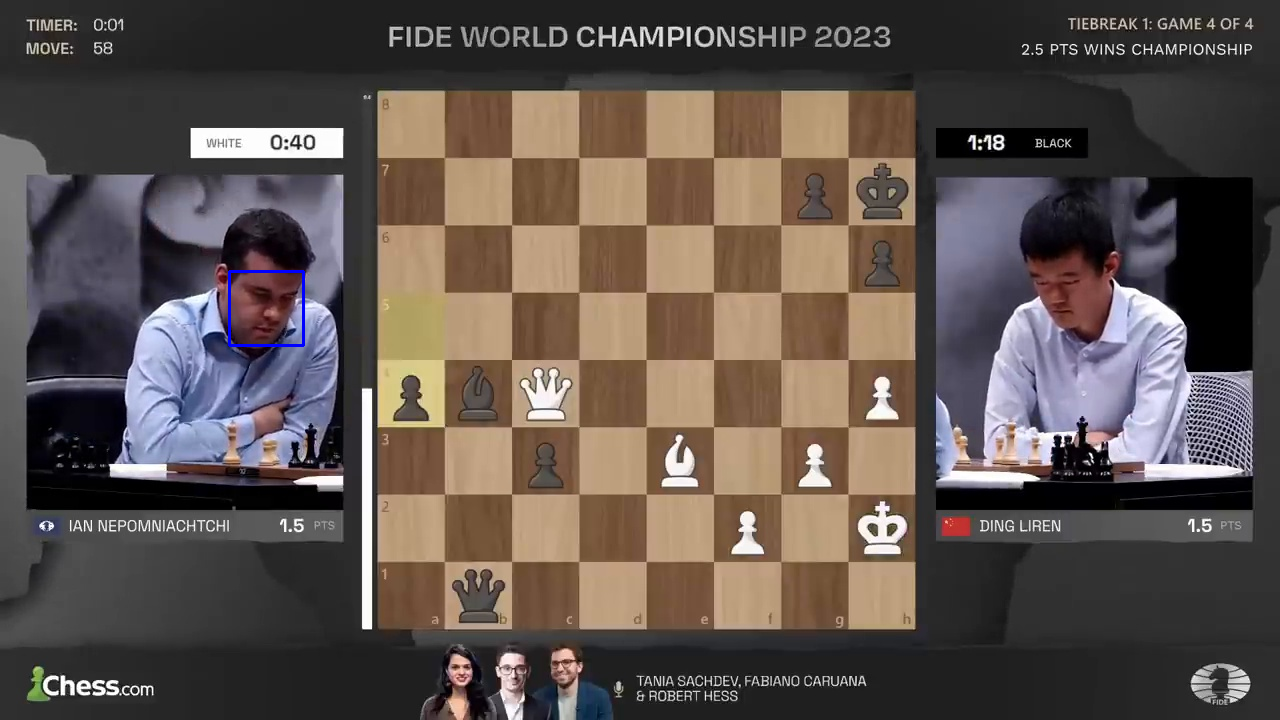 TIMER: 0:01
MOVE: 58
FIDE WORLD CHAMPIONSHIP 2023
TIEBREAK 1: GAME 4 OF 4
2.5 PTS WINS CHAMPIONSHIP
WHITE 0:40
1:18 BLACK
8
7
6
5
3
2
1
a b c d e f g h
IAN NEPOMNIACHTCHI 1.5 PTS
DING LIREN 1.5 PTS
Chess.com
TANIA SACHDEV, FABIANO CARUANA
& ROBERT HESS
FIDE